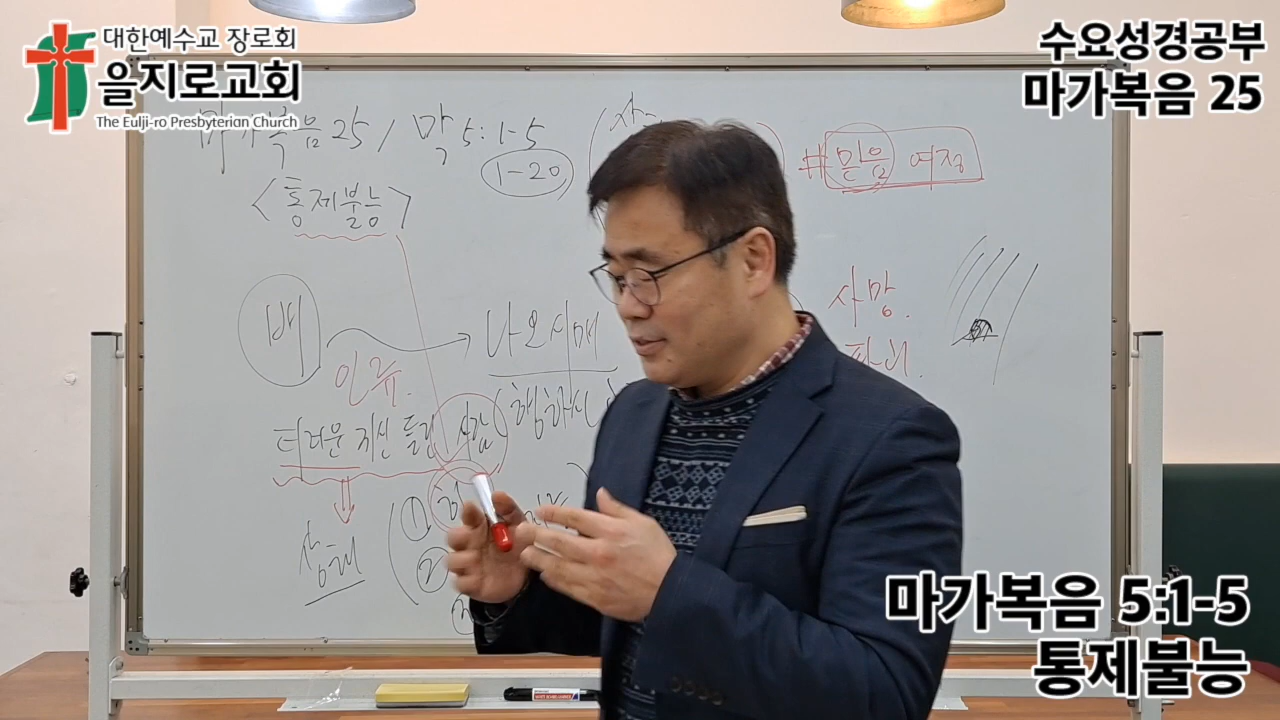 대한예수교 장로회
을지로교회
The Eulji-ro Presbyterian Church
수요성경공부
마가복음 25
마가복음 25 / 막 5:1-5
1-20
#믿음 여정
<통제불능>
배
나오시매
인류.
사망.
더러운 귀신 들린 사람
①
②
마가복음 5:1-5
통제불능